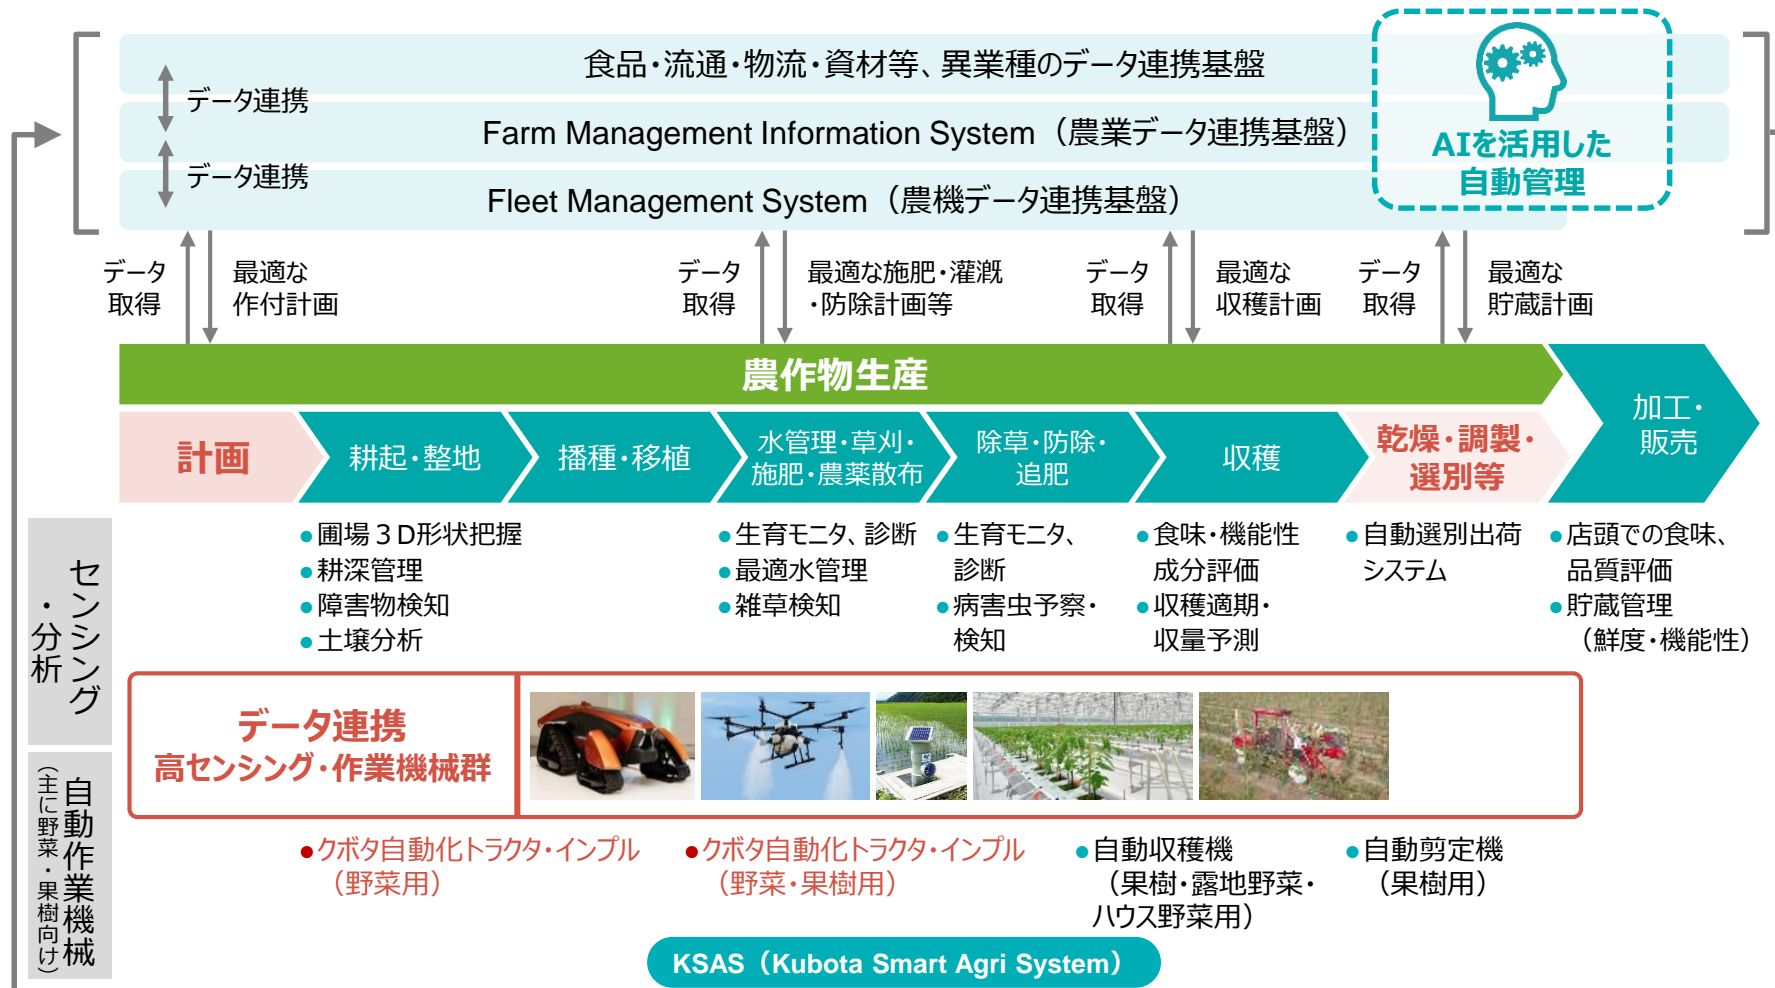 食品・流通・物流・資材等、異業種のデータ連携基盤
データ連携
Farm Management Information System（農業データ連携基盤）
データ連携
Fleet Management System（農機データ連携基盤）
AIを活用した
自動管理
データ
取得
最適な
作付計画
データ
取得
最適な施肥・灌漑
・防除計画等
データ
取得
最適な
収穫計画
データ
取得
最適な
貯蔵計画
農作物生産
加工・
販売
計画
耕起・整地
播種・移植
水管理・草刈・
施肥・農薬散布
除草・防除・
追肥
収穫
乾燥・調製・
選別等
センシング
・分析
●圃場３D形状把握
●耕深管理
●障害物検知
●土壌分析
●生育モニタ、診断
●最適水管理
●雑草検知
●生育モニタ、
診断
●病害虫予察・
検知
●食味・機能性
成分評価
●収穫適期・
収量予測
●自動選別出荷
システム
●店頭での食味、
品質評価
●貯蔵管理
（鮮度・機能性）
データ連携
高センシング・作業機械群
自動作業機械
（主に野菜・果樹向け）
●クボタ自動化トラクタ・インプル
（野菜用）
●クボタ自動化トラクタ・インプル
（野菜・果樹用）
●自動収穫機
（果樹・露地野菜・
ハウス野菜用）
●自動剪定機
（果樹用）
KSAS（Kubota Smart Agri System）